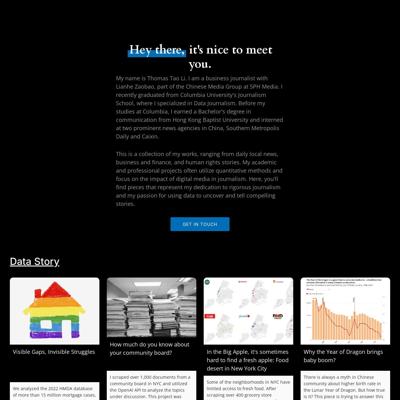 Hey there, it's nice to meet
you.
My name is Thomas Tao Li. I am a business journalist with
Lianhe Zaobao, part of the Chinese Media Group at SPH Media. I
recently graduated from Columbia University's Journalism
School, where I specialized in Data Journalism. Before my
studies at Columbia, I earned a Bachelor's degree in
communication from Hong Kong Baptist University and interned
at two prominent news agencies in China, Southern Metropolis
Daily and Caixin.
This is a collection of my works, ranging from daily local news,
business and finance, and human rights stories. My academic
and professional projects often utilize quantitative methods and
focus on the impact of digital media in journalism. Here, you'll
find pieces that represent my dedication to rigorous journalism
and my passion for using data to uncover and tell compelling
stories.
GET IN TOUCH
Data Story
Visible Gaps, Invisible Struggles
How much do you know about
your community board?
In the Big Apple, it's sometimes
hard to find a fresh apple: Food
desert in New York City
Why the Year of Dragon brings
baby boom?
We analyzed the 2022 HMDA database
of more than 15 million mortgage cases,
I scraped over 1,000 documents from a
community board in NYC and utilized
the OpenAI API to analyze the topics
under discussion. This project was
Some of the neighborhoods in NYC have
limited access to fresh food. After
scraping over 400 grocery store
There is always a myth in Chinese
community about higher birth rate in
the Lunar Year of Dragon. But how true
is it? This piece is trying to answer this